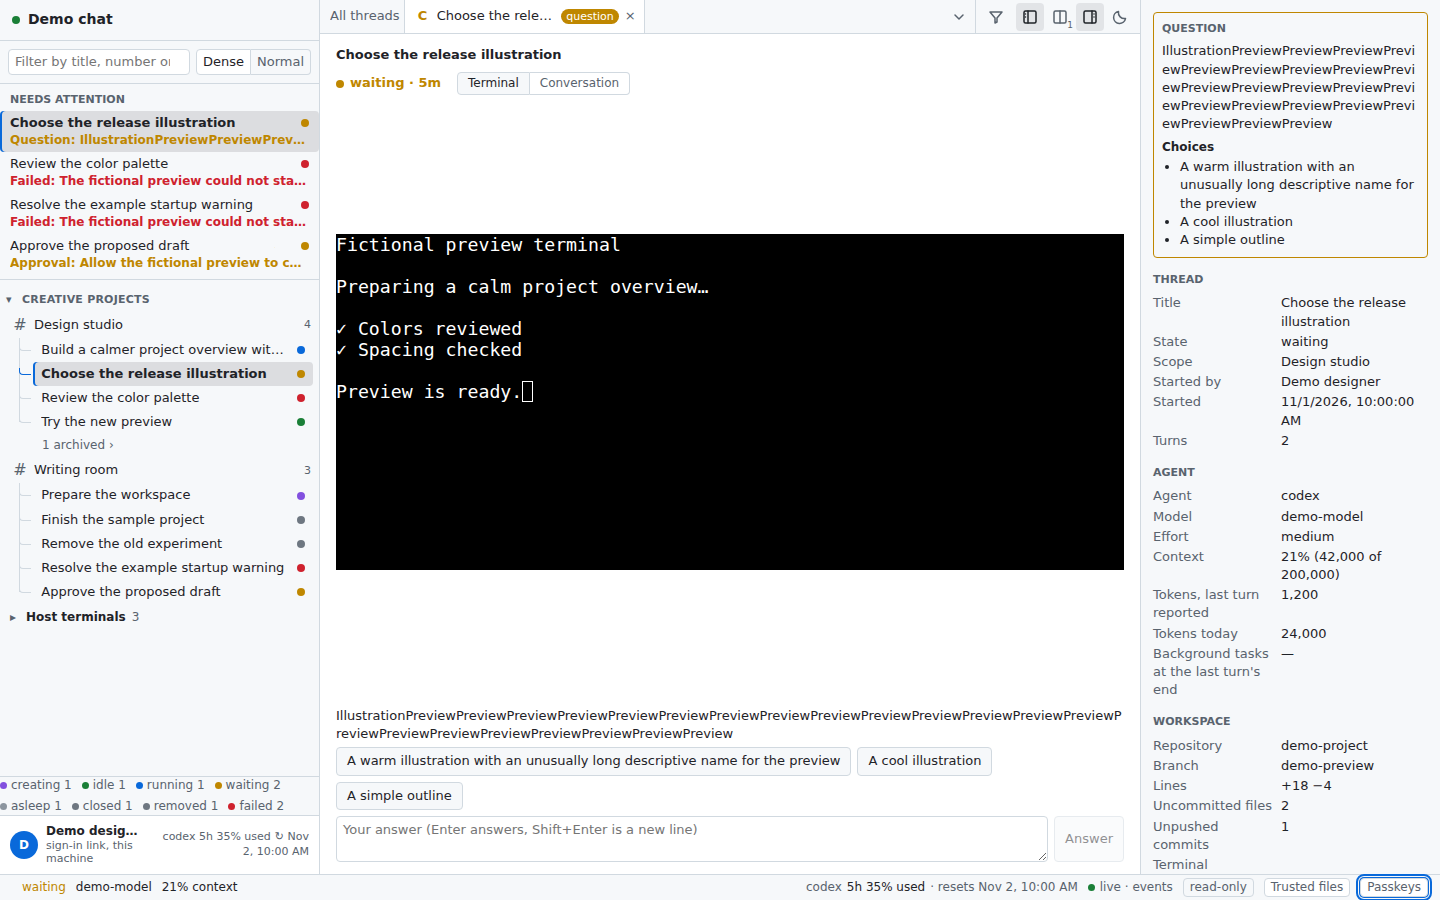 Demo chat
Filter by title, number or
Dense Normal
NEEDS ATTENTION
Choose the release illustration
Question: IllustrationPreviewPreviewPrev…
Review the color palette
Failed: The fictional preview could not sta…
Resolve the example startup warning
Failed: The fictional preview could not sta…
Approve the proposed draft
Approval: Allow the fictional preview to c…
CREATIVE PROJECTS
# Design studio 4
Build a calmer project overview wit…
Choose the release illustration
Review the color palette
Try the new preview
1 archived ›
# Writing room 3
Prepare the workspace
Finish the sample project
Remove the old experiment
Resolve the example startup warning
Approve the proposed draft
Host terminals 3
creating 1 idle 1 running 1 waiting 2
asleep 1 closed 1 removed 1 failed 2
D
Demo desig…
sign-in link, this
machine
codex 5h 35% used ↻ Nov
2, 10:00 AM
All threads
C Choose the rele… question ×
1
Choose the release illustration
waiting · 5m
Terminal Conversation
Fictional preview terminal
Preparing a calm project overview…
✓ Colors reviewed
✓ Spacing checked
Preview is ready.
IllustrationPreviewPreviewPreviewPreviewPreviewPreviewPreviewPreviewPreviewPreviewPreviewPreviewPreviewP
reviewPreviewPreviewPreviewPreviewPreviewPreviewPreview
A warm illustration with an unusually long descriptive name for the preview
A cool illustration
A simple outline
Your answer (Enter answers, Shift+Enter is a new line)
Answer
QUESTION
IllustrationPreviewPreviewPreviewPrevi
ewPreviewPreviewPreviewPreviewPrevi
ewPreviewPreviewPreviewPreviewPrevi
ewPreviewPreviewPreviewPreviewPrevi
ewPreviewPreviewPreview
Choices
• A warm illustration with an
unusually long descriptive name for
the preview
• A cool illustration
• A simple outline
THREAD
Title Choose the release
illustration
State waiting
Scope Design studio
Started by Demo designer
Started 11/1/2026, 10:00:00
AM
Turns 2
AGENT
Agent codex
Model demo-model
Effort medium
Context 21% (42,000 of
200,000)
Tokens, last turn 1,200
reported
Tokens today 24,000
Background tasks —
at the last turn's
end
WORKSPACE
Repository demo-project
Branch demo-preview
Lines +18 −4
Uncommitted files 2
Unpushed 1
commits
Terminal
waiting demo-model 21% context
codex 5h 35% used · resets Nov 2, 10:00 AM live · events read-only Trusted files Passkeys